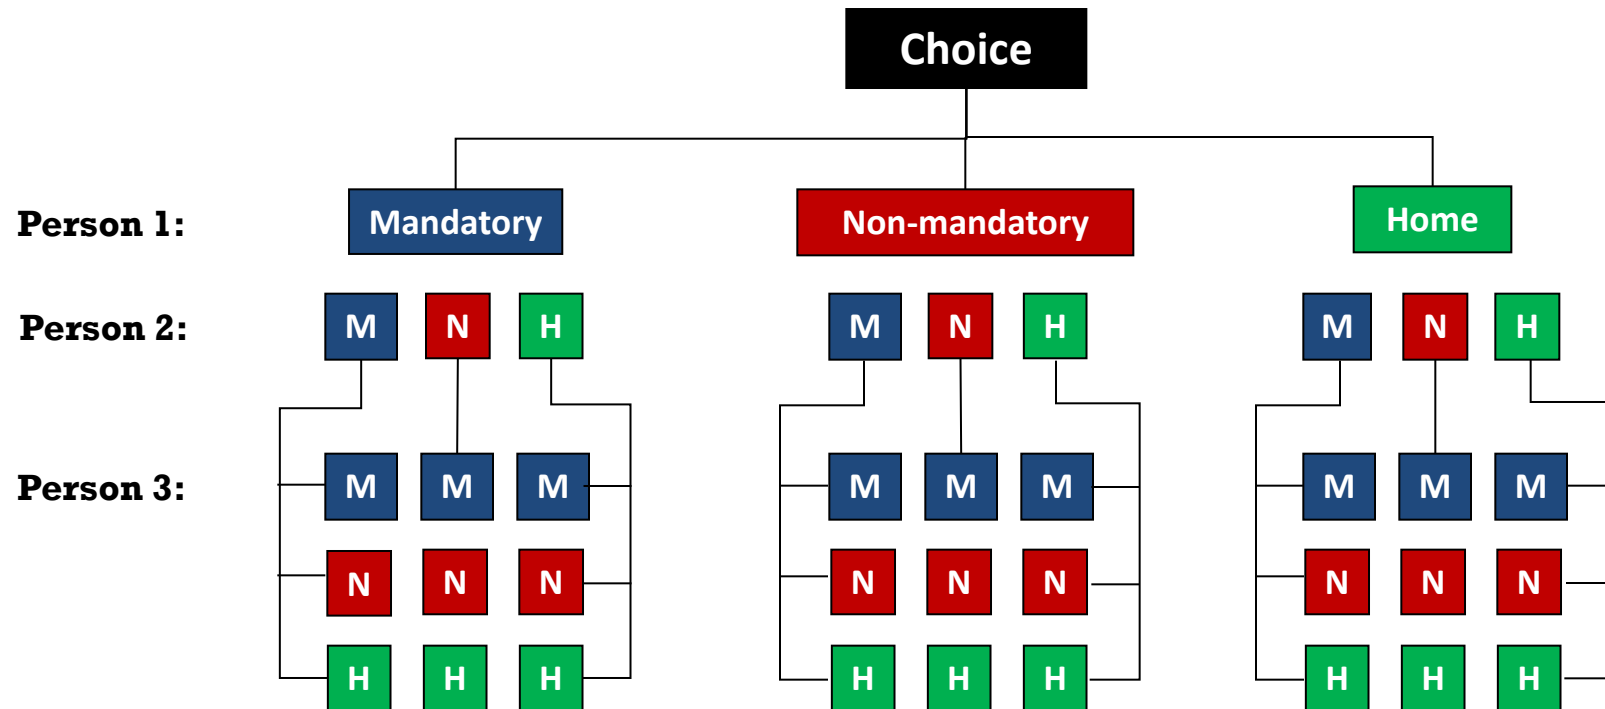 Choice
Person 1: Mandatory Non-mandatory Home
Person 2: M N H M N H M N H
Person 3: M M M M M M M M M
N N N N N N N N N
H H H H H H H H H